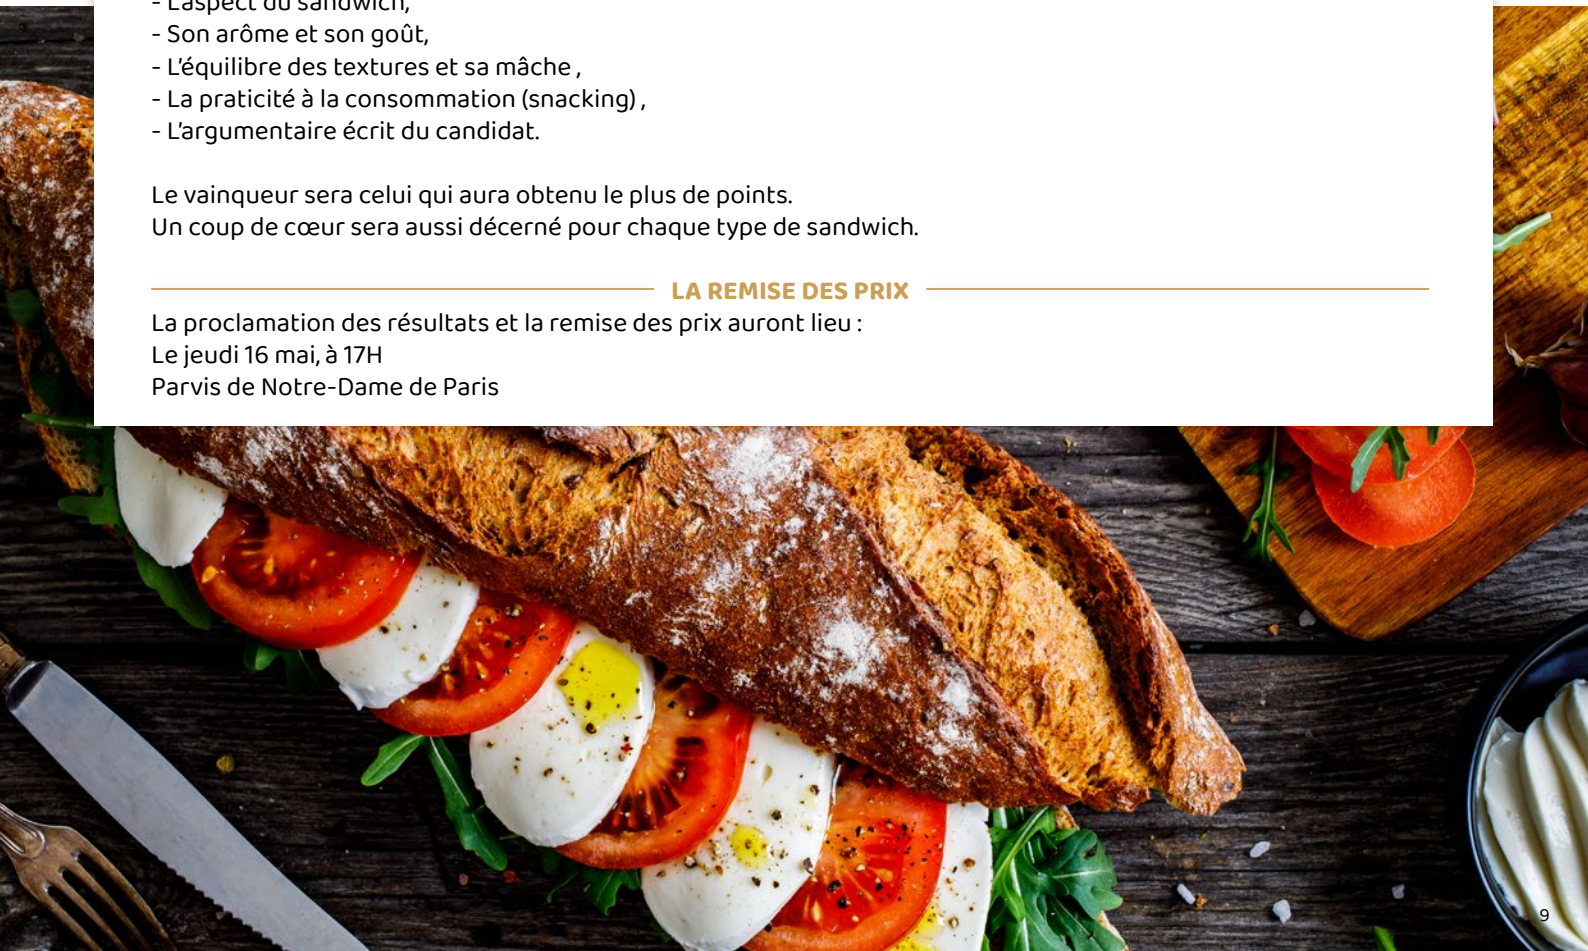 - L'aspect du sandwich,
- Son arôme et son goût,
- L'équilibre des textures et sa mâche ,
- La praticité à la consommation (snacking) ,
- L'argumentaire écrit du candidat.
Le vainqueur sera celui qui aura obtenu le plus de points.
Un coup de cœur sera aussi décerné pour chaque type de sandwich.
LA REMISE DES PRIX
La proclamation des résultats et la remise des prix auront lieu :
Le jeudi 16 mai, à 17H
Parvis de Notre-Dame de Paris
9